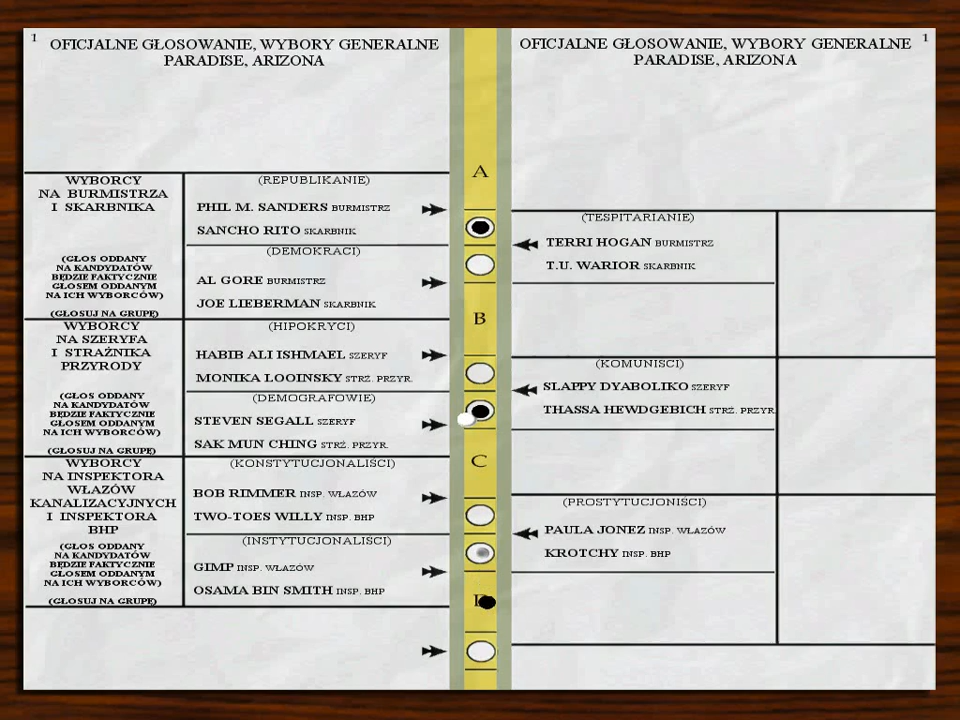 1
OFICJALNE GŁOSOWANIE, WYBORY GENERALNE
PARADISE, ARIZONA
WYBORCY
NA BURMISTRZA
I SKARBNIKA
(GŁOS ODDANY
NA KANDYDATÓW
BĘDZIE FAKTYCZNIE
GŁOSEM ODDANYM
NA ICH WYBORCÓW)
(GŁOSUJ NA GRUPĘ)
(REPUBLIKANIE)
PHIL M. SANDERS BURMISTRZ
SANCHO RITO SKARBNIK
(DEMOKRACI)
AL GORE BURMISTRZ
JOE LIEBERMAN SKARBNIK
WYBORCY
NA SZERYFA
I STRAŻNIKA
PRZYRODY
(GŁOS ODDANY
NA KANDYDATÓW
BĘDZIE FAKTYCZNIE
GŁOSEM ODDANYM
NA ICH WYBORCÓW)
(GŁOSUJ NA GRUPĘ)
(HIPOKRYCI)
HABIB ALI ISHMAEL SZERYF
MONIKA LOOINSKY STRŻ. PRZYR.
(DEMOGRAFOWIE)
STEVEN SEGALL SZERYF
SAK MUN CHING STRŻ. PRZYR.
WYBORCY
NA INSPEKTORA
WŁAZÓW
KANALIZACYJNYCH
I INSPEKTORA
BHP
(GŁOS ODDANY
NA KANDYDATÓW
BĘDZIE FAKTYCZNIE
GŁOSEM ODDANYM
NA ICH WYBORCÓW)
(GŁOSUJ NA GRUPĘ)
(KONSTYTUCJONALIŚCI)
BOB RIMMER INSP. WŁAZÓW
TWO-TOES WILLY INSP. BHP
(INSTYTUCJONALIŚCI)
GIMP INSP. WŁAZÓW
OSAMA BIN SMITH INSP. BHP
A
B
C
OFICJALNE GŁOSOWANIE, WYBORY GENERALNE
PARADISE, ARIZONA
1
(TESPITARIANIE)
TERRI HOGAN BURMISTRZ
T.U. WARIOR SKARBNIK
(KOMUNIŚCI)
SLAPPY DYABOLIKO SZERYF
THASSA HEWDGEBICH STRŻ. PRZYR.
(PROSTYTUCJONIŚCI)
PAULA JONEZ INSP. WŁAZÓW
KROTCHY INSP. BHP